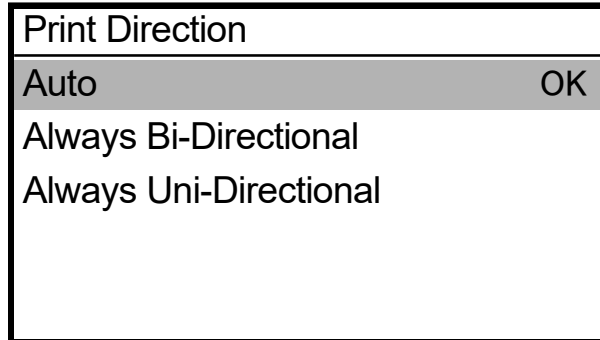 Print Direction
Auto OK
Always Bi-Directional
Always Uni-Directional